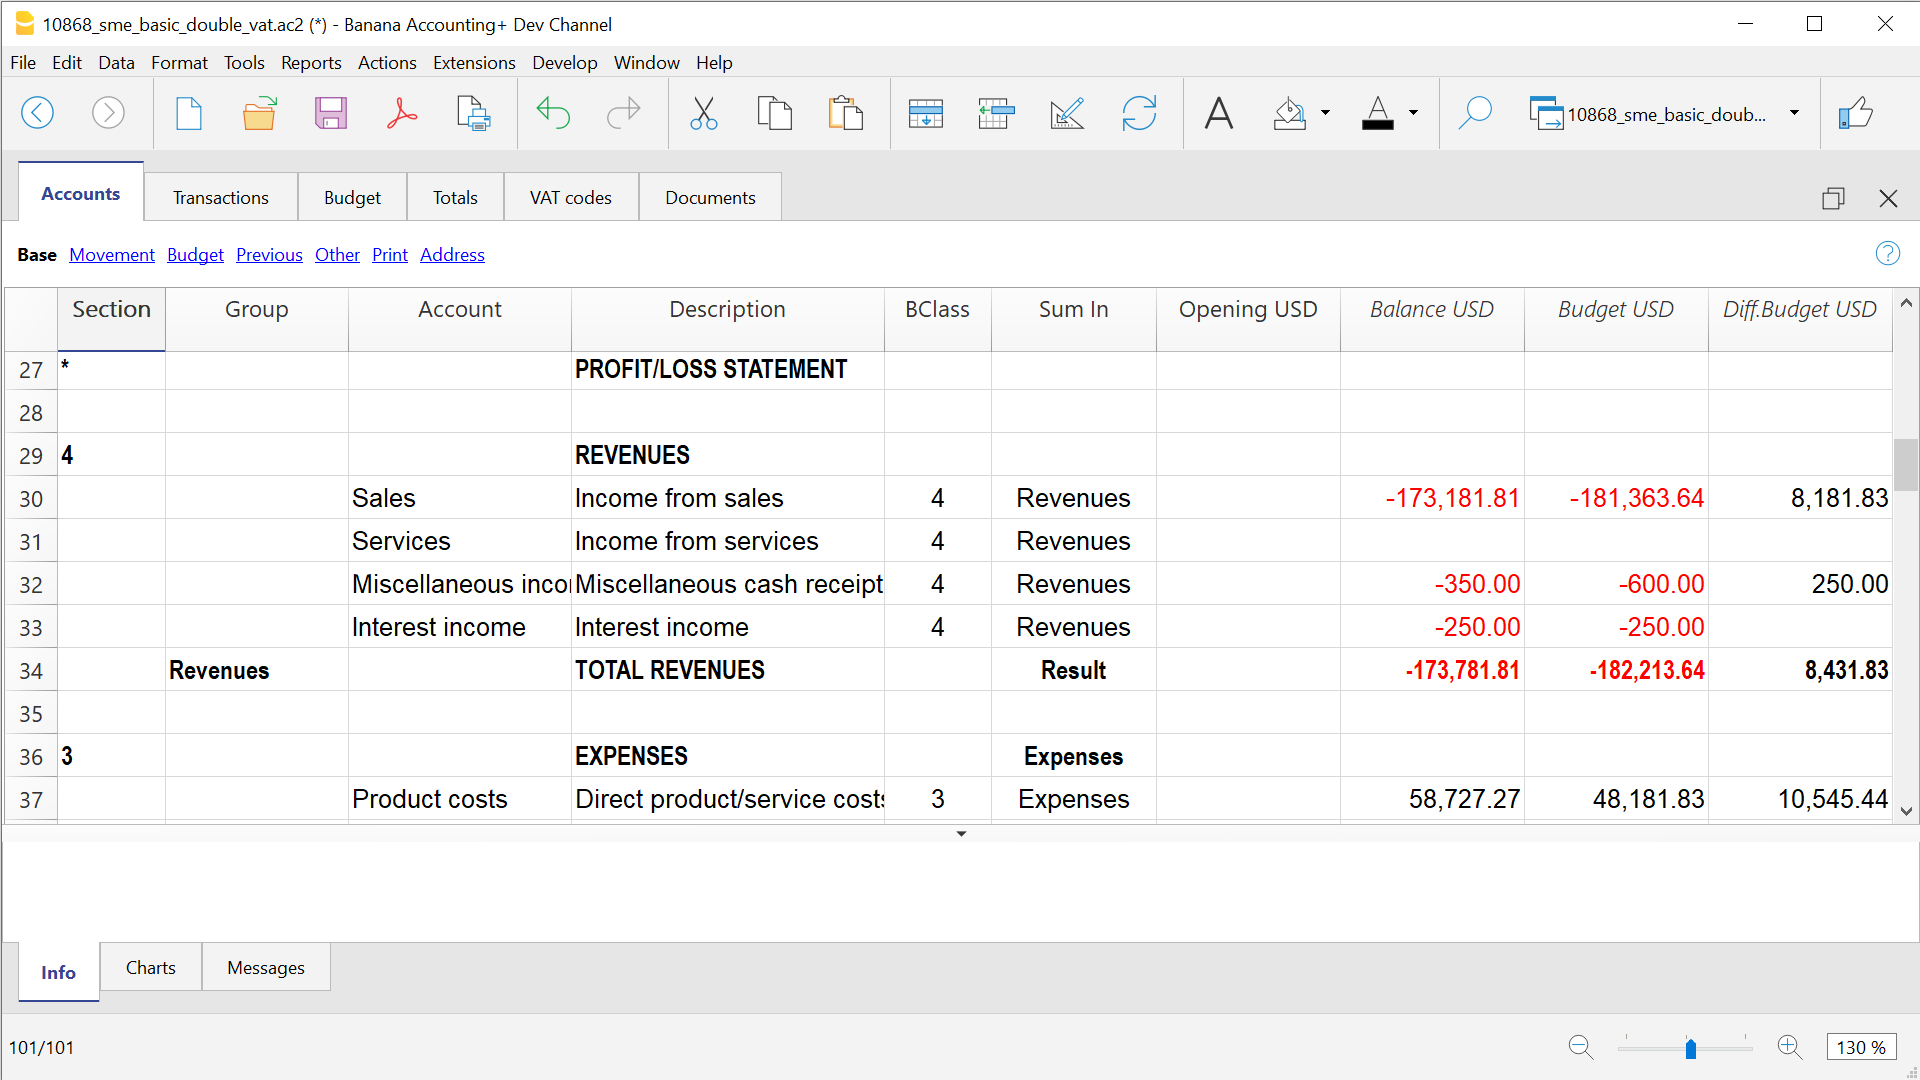 10868_sme_basic_double_vat.ac2 (*) - Banana Accounting+ Dev Channel
File Edit Data Format Tools Reports Actions Extensions Develop Window Help
10868_sme_basic_doub...
Accounts Transactions Budget Totals VAT codes Documents
Base Movement Budget Previous Other Print Address
Section Group Account Description BClass Sum In Opening USD Balance USD Budget USD Diff.Budget USD
27 * PROFIT/LOSS STATEMENT
28
29 4 REVENUES
30 Sales Income from sales 4 Revenues -173,181.81 -181,363.64 8,181.83
31 Services Income from services 4 Revenues
32 Miscellaneous inco Miscellaneous cash receipt 4 Revenues -350.00 -600.00 250.00
33 Interest income Interest income 4 Revenues -250.00 -250.00
34 Revenues TOTAL REVENUES Result -173,781.81 -182,213.64 8,431.83
35
36 3 EXPENSES Expenses
37 Product costs Direct product/service costs 3 Expenses 58,727.27 48,181.83 10,545.44
Info Charts Messages
101/101 130 %